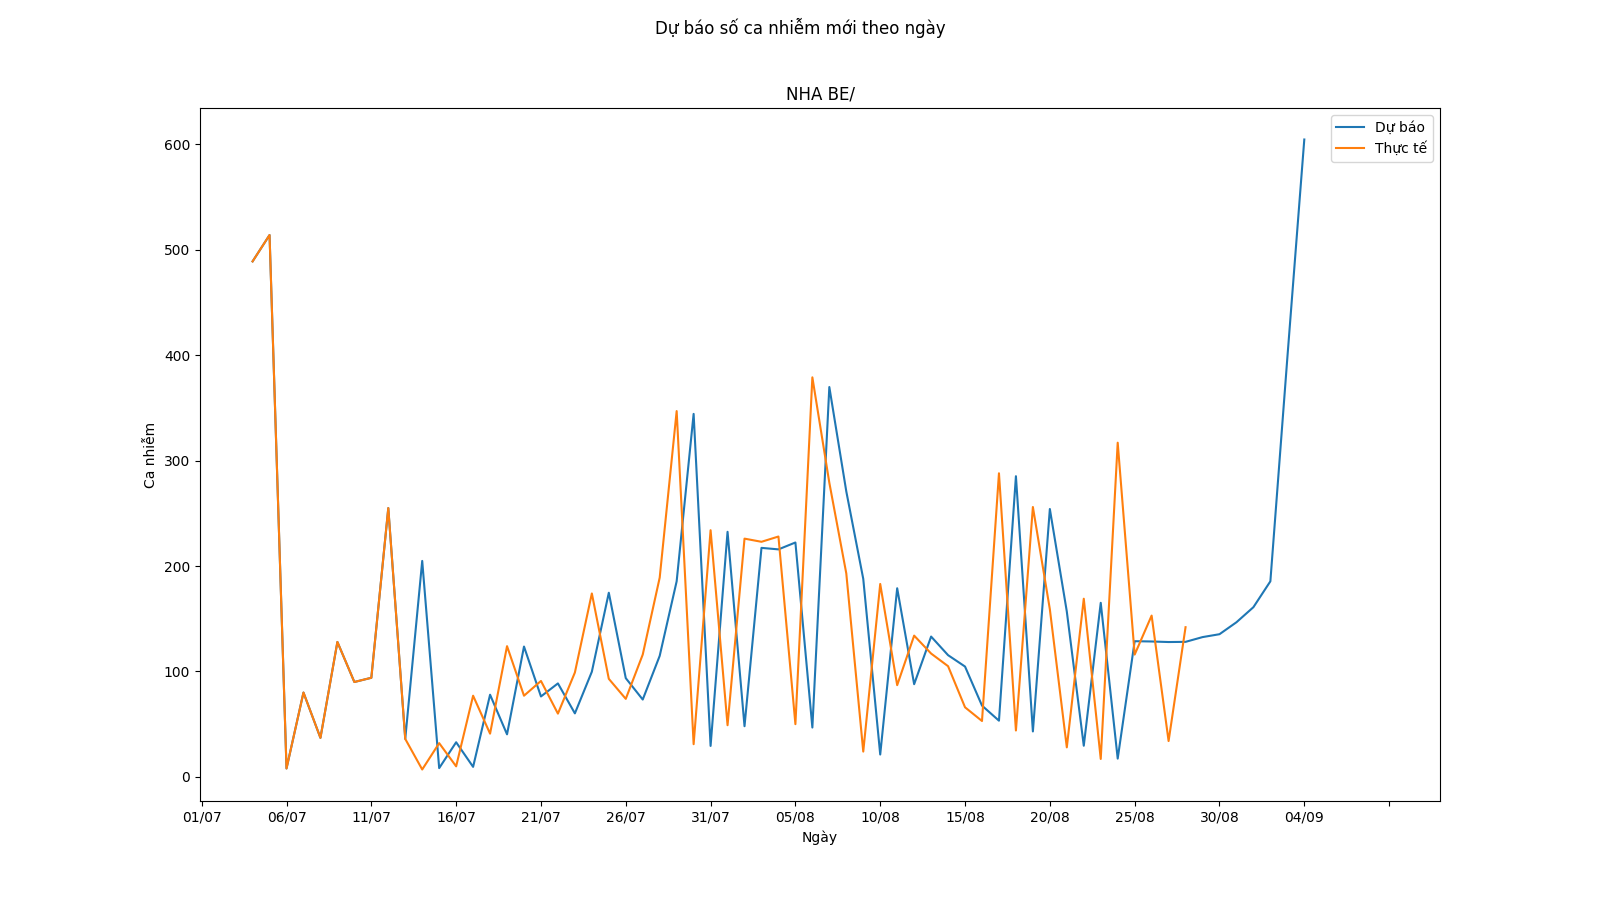 Dự báo số ca nhiễm mới theo ngày
NHA BE/
Dự báo
Thực tế
600
500
400
300
200
100
0
Ca nhiễm
01/07 06/07 11/07 16/07 21/07 26/07 31/07 05/08 10/08 15/08 20/08 25/08 30/08 04/09
Ngày